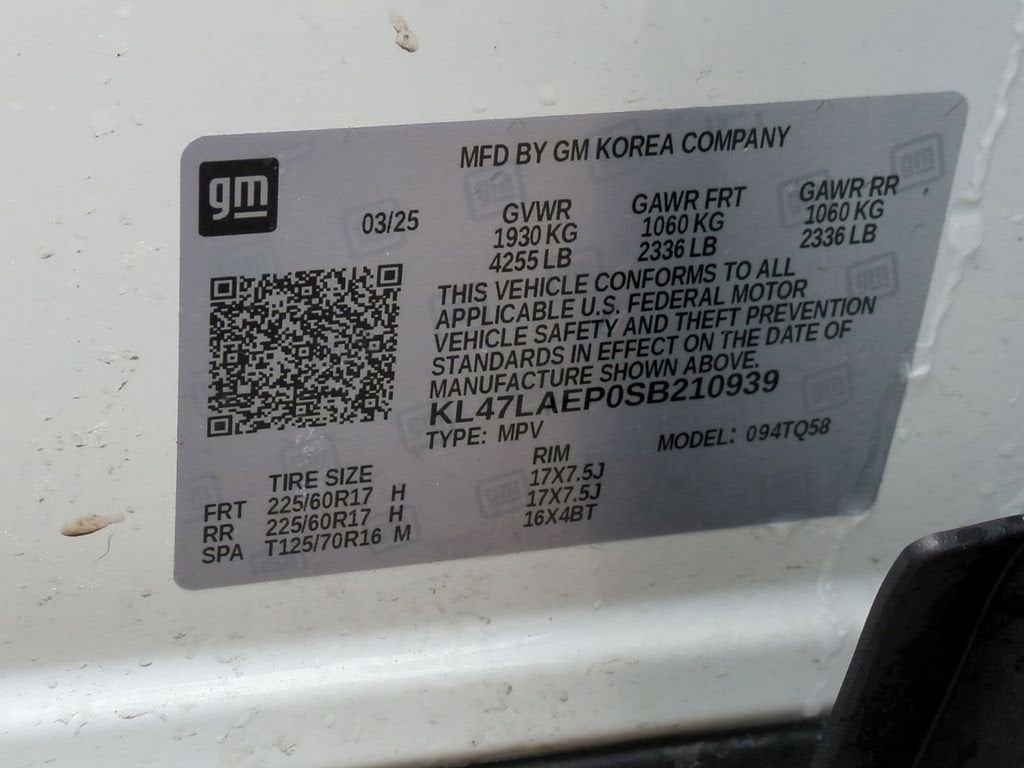 MFD BY GM KOREA COMPANY
gm
03/25
GVWR
1930 KG
4255 LB
GAWR FRT
1060 KG
2336 LB
GAWR RR
1060 KG
2336 LB
THIS VEHICLE CONFORMS TO ALL
APPLICABLE U.S. FEDERAL MOTOR
VEHICLE SAFETY AND THEFT PREVENTION
STANDARDS IN EFFECT ON THE DATE OF
MANUFACTURE SHOWN ABOVE.
KL47LAEP0SB210939
TYPE: MPV MODEL: 094TQ58
TIRE SIZE RIM
FRT 225/60R17 H 17X7.5J
RR 225/60R17 H 17X7.5J
SPA T125/70R16 M 16X4BT